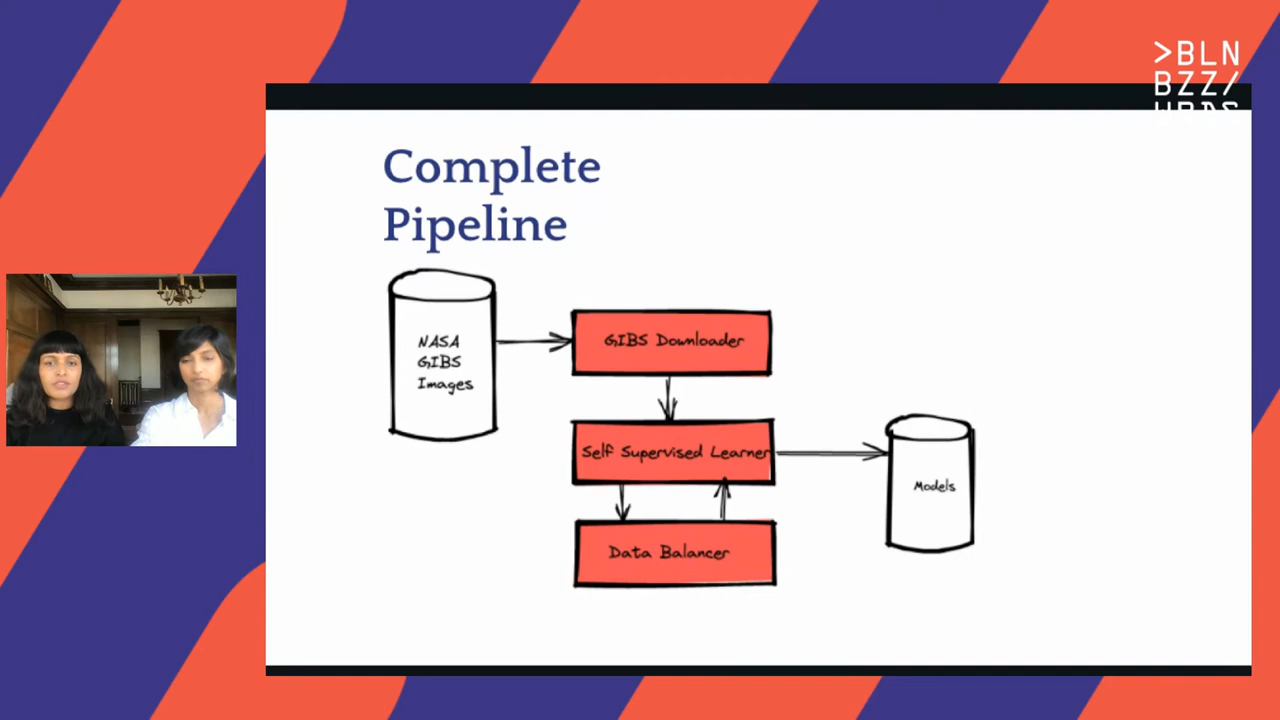 >BLN
BZZ/
Complete
Pipeline
NASA
GIBS
Images
GIBS Downloader
Self Supervised Learner
Models
Data Balancer